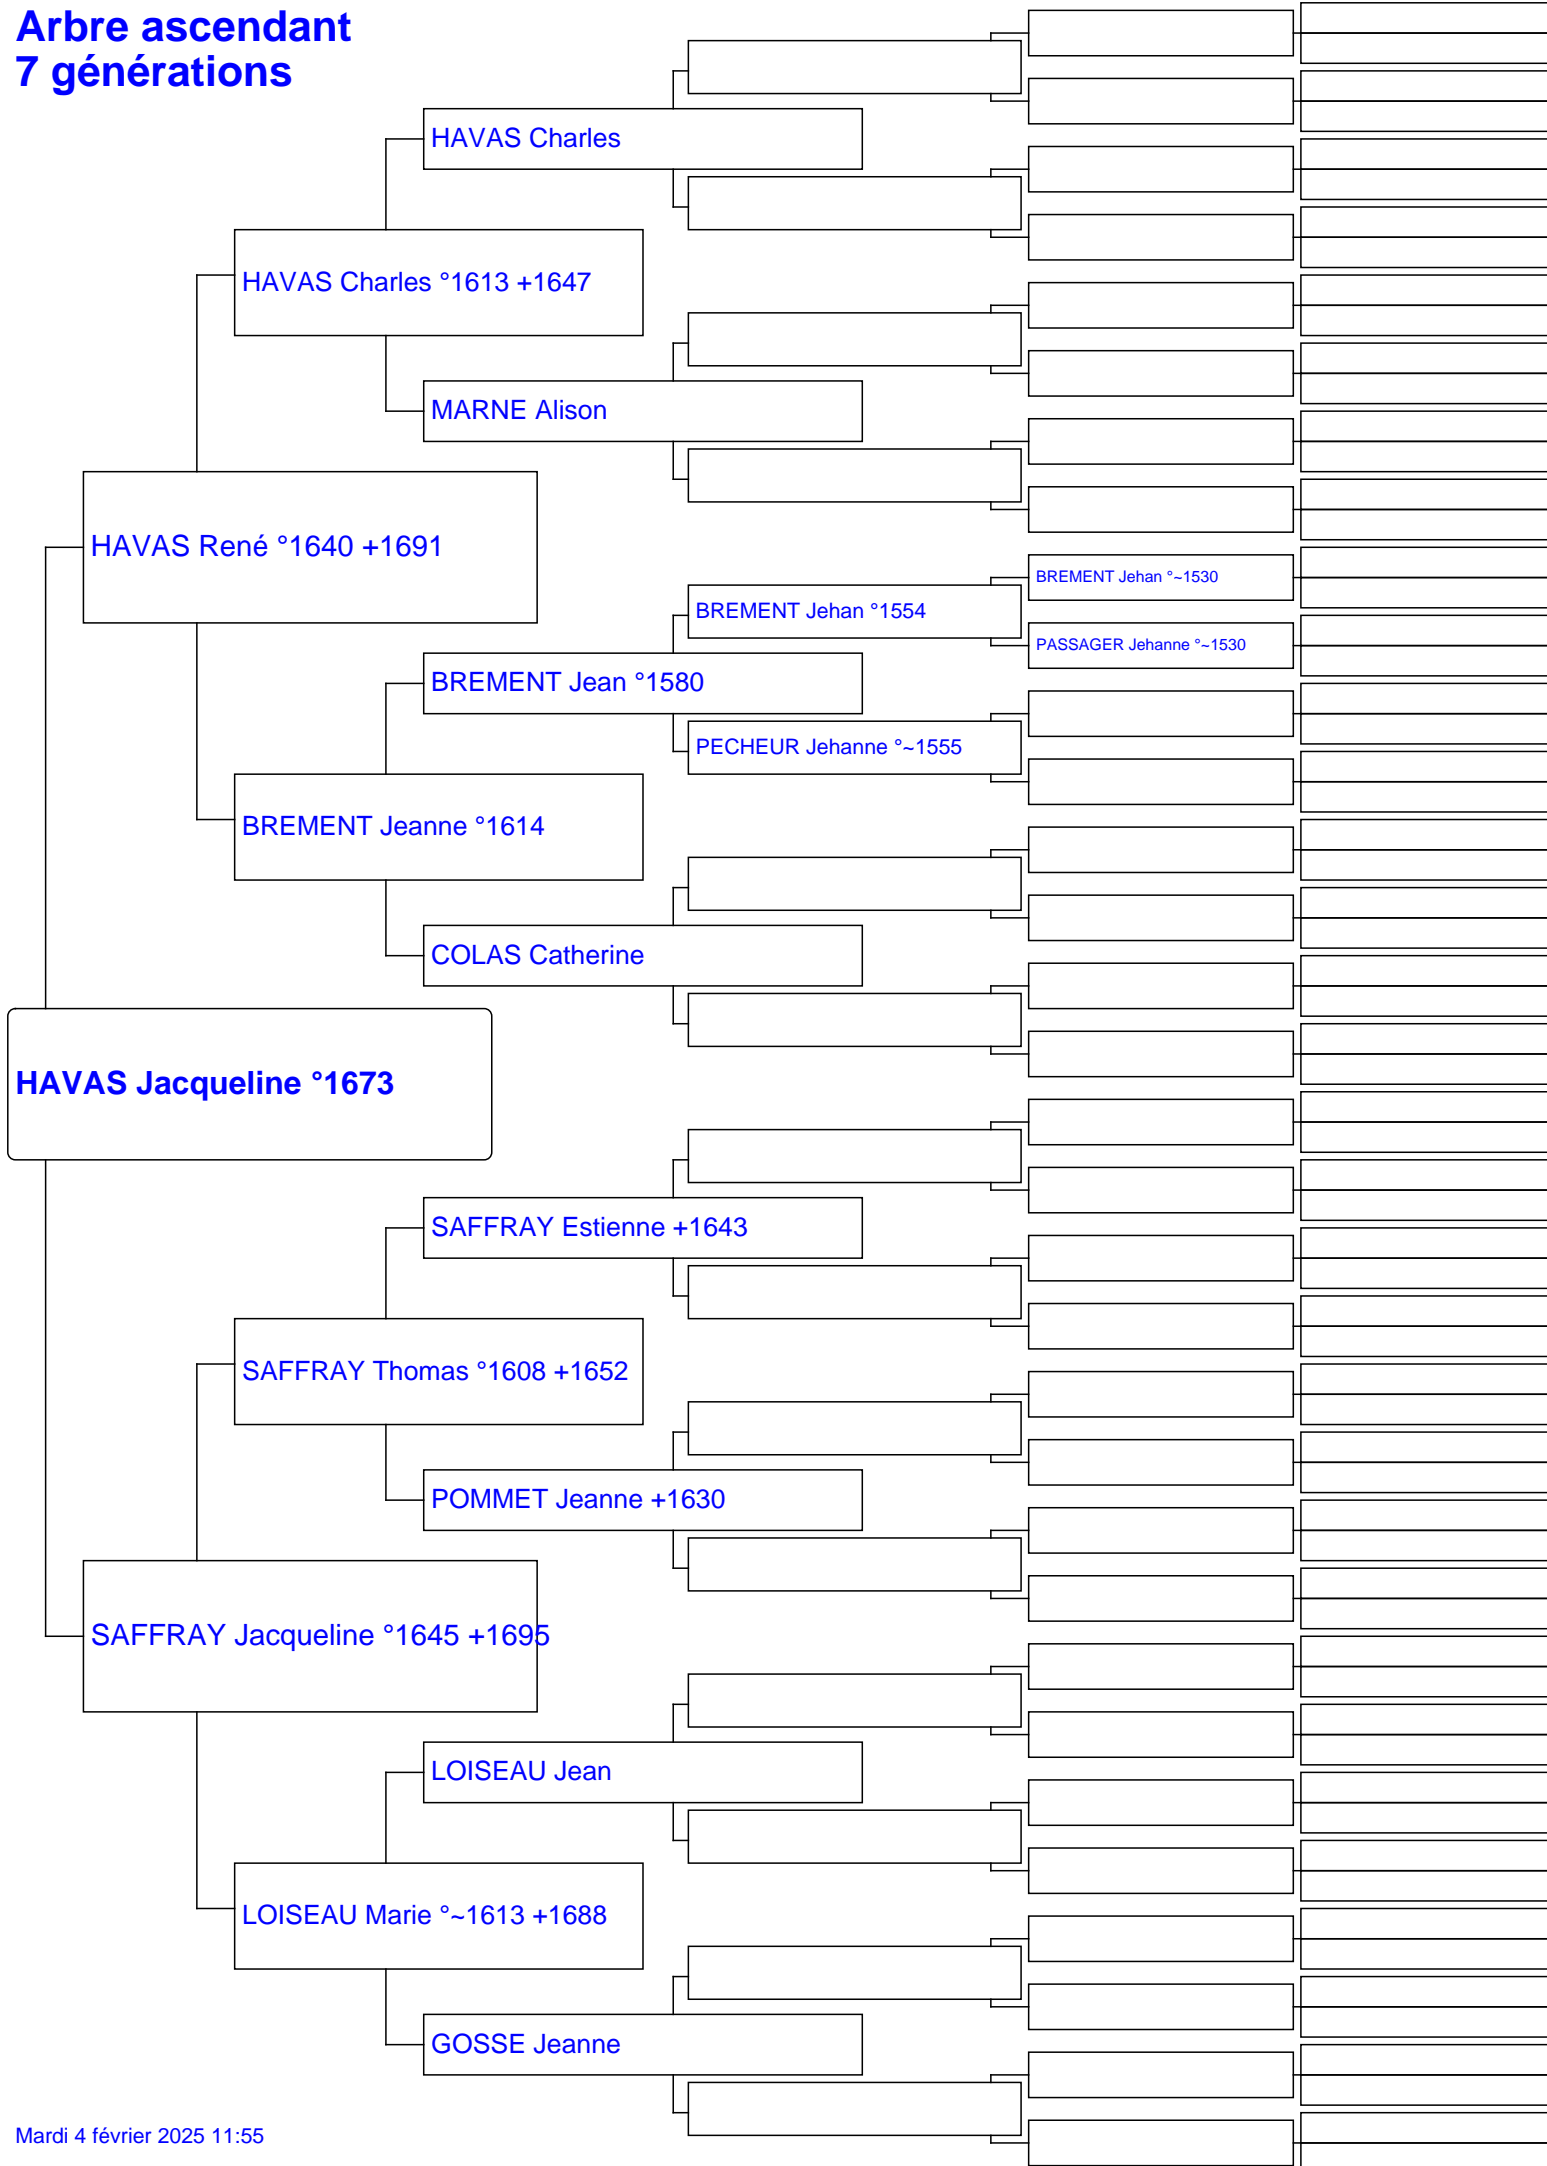 Arbre ascendant
7 générations
HAVAS Charles
HAVAS Charles °1613 +1647
MARNE Alison
HAVAS René °1640 +1691
BREMENT Jehan °~1530
BREMENT Jehan °1554
PASSAGER Jehanne °~1530
BREMENT Jean °1580
PECHEUR Jehanne °~1555
BREMENT Jeanne °1614
COLAS Catherine
HAVAS Jacqueline °1673
SAFFRAY Estienne +1643
SAFFRAY Thomas °1608 +1652
POMMET Jeanne +1630
SAFFRAY Jacqueline °1645 +1695
LOISEAU Jean
LOISEAU Marie °~1613 +1688
GOSSE Jeanne
Mardi 4 février 2025 11:55